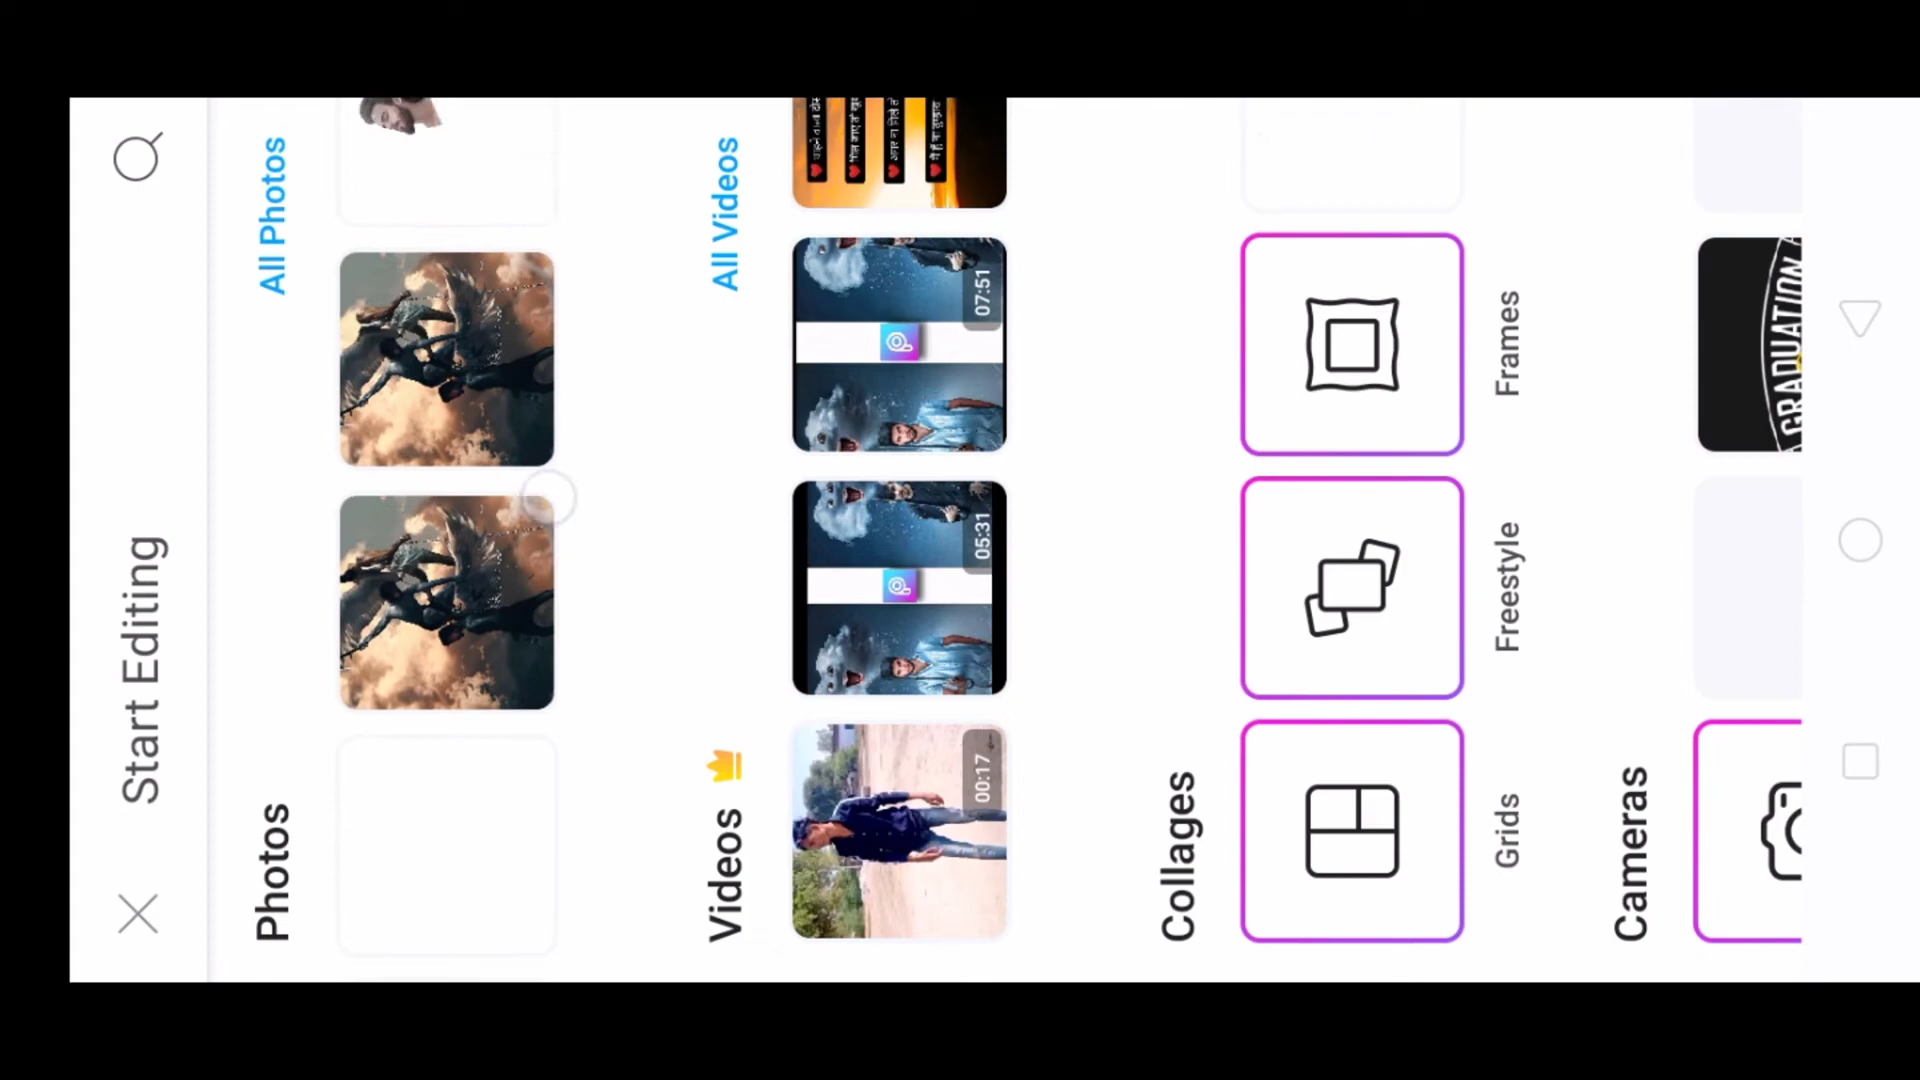 Start Editing
Photos
All Photos
Videos
All Videos
00:17
05:31
07:51
Collages
Grids
Freestyle
Frames
Cameras
GRADUATION